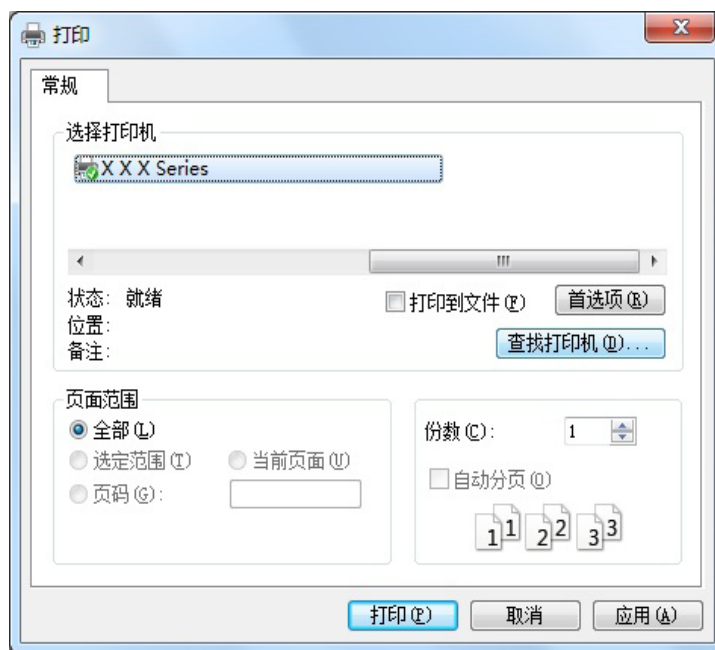 打印
常规
选择打印机
X X X Series
状态: 就绪
打印到文件(F)
首选项(R)
位置:
备注:
查找打印机(D)...
页面范围
全部(L)
选定范围(T)
当前页面(U)
页码(G):
份数(C):
1
自动分页(O)
1 1 2 2 3 3
打印(P)
取消
应用(A)